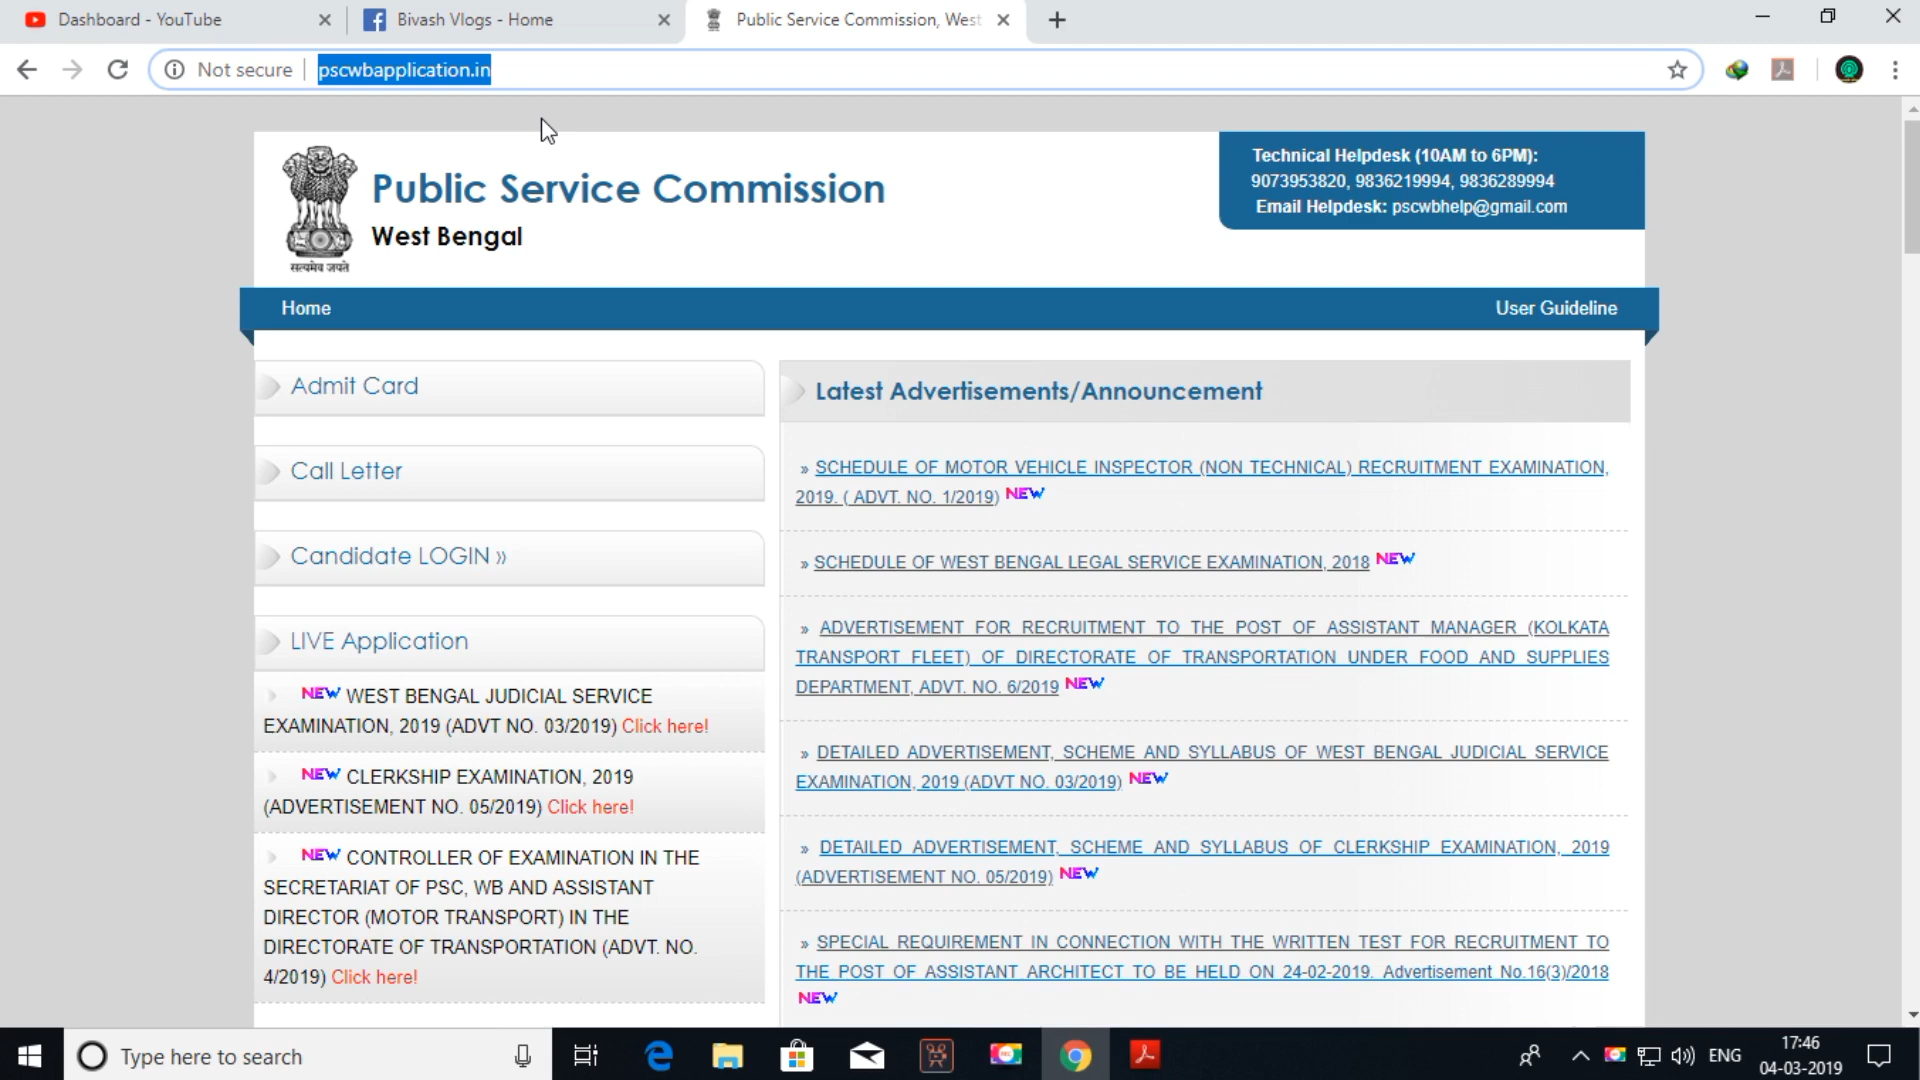 Dashboard - YouTube
Bivash Vlogs - Home
Public Service Commission, West
Not secure
pscwbapplication.in
Public Service Commission
West Bengal
सत्यमेव जयते
Technical Helpdesk (10AM to 6PM):
9073953820, 9836219994, 9836289994
Email Helpdesk: pscwbhelp@gmail.com
Home
User Guideline
Admit Card
Call Letter
Candidate LOGIN »
LIVE Application
NEW WEST BENGAL JUDICIAL SERVICE
EXAMINATION, 2019 (ADVT NO. 03/2019) Click here!
NEW CLERKSHIP EXAMINATION, 2019
(ADVERTISEMENT NO. 05/2019) Click here!
NEW CONTROLLER OF EXAMINATION IN THE
SECRETARIAT OF PSC, WB AND ASSISTANT
DIRECTOR (MOTOR TRANSPORT) IN THE
DIRECTORATE OF TRANSPORTATION (ADVT. NO.
4/2019) Click here!
Latest Advertisements/Announcement
» SCHEDULE OF MOTOR VEHICLE INSPECTOR (NON TECHNICAL) RECRUITMENT EXAMINATION,
2019. ( ADVT. NO. 1/2019) NEW
» SCHEDULE OF WEST BENGAL LEGAL SERVICE EXAMINATION, 2018 NEW
» ADVERTISEMENT FOR RECRUITMENT TO THE POST OF ASSISTANT MANAGER (KOLKATA
TRANSPORT FLEET) OF DIRECTORATE OF TRANSPORTATION UNDER FOOD AND SUPPLIES
DEPARTMENT, ADVT. NO. 6/2019 NEW
» DETAILED ADVERTISEMENT, SCHEME AND SYLLABUS OF WEST BENGAL JUDICIAL SERVICE
EXAMINATION, 2019 (ADVT NO. 03/2019) NEW
» DETAILED ADVERTISEMENT, SCHEME AND SYLLABUS OF CLERKSHIP EXAMINATION, 2019
(ADVERTISEMENT NO. 05/2019) NEW
» SPECIAL REQUIREMENT IN CONNECTION WITH THE WRITTEN TEST FOR RECRUITMENT TO
THE POST OF ASSISTANT ARCHITECT TO BE HELD ON 24-02-2019. Advertisement No.16(3)/2018
NEW
Type here to search
ENG
17:46
04-03-2019